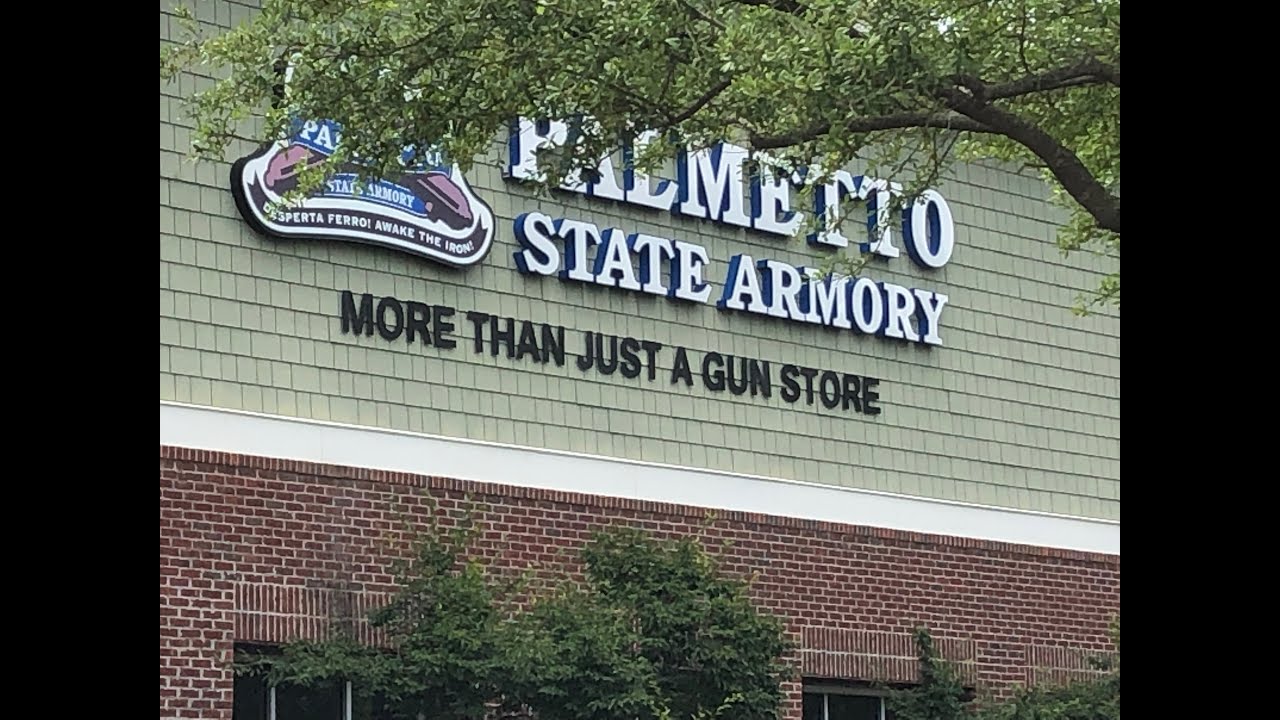 STATE ARMORY
DESPERTA FERRO! AWAKE THE IRON!
PALMETTO
STATE ARMORY
MORE THAN JUST A GUN STORE